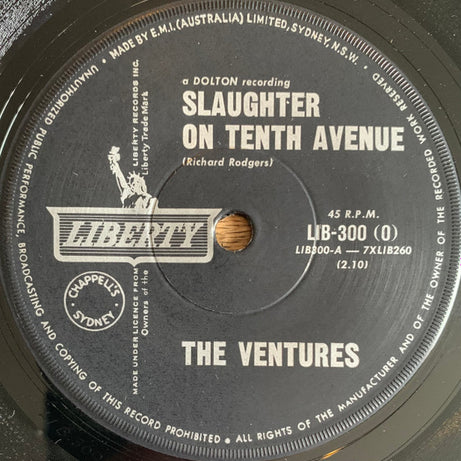 • MADE BY E.M.I. (AUSTRALIA) LIMITED, SYDNEY, N.S.W. •
UNAUTHORIZED PUBLIC PERFORMANCE, BROADCASTING AND COPYING OF THIS RECORD PROHIBITED • ALL RIGHTS OF THE MANUFACTURER AND OF THE OWNER OF THE RECORDED WORK RESERVED
a DOLTON recording
SLAUGHTER
ON TENTH AVENUE
(Richard Rodgers)
LIBERTY RECORDS INC.
Liberty Trade Mark
MADE UNDER LICENCE FROM
Owners of the
LIBERTY
45 R.P.M.
LIB-300 (O)
LIB300-A — 7XLIB260
(2.10)
CHAPPELL'S
SYDNEY
THE VENTURES